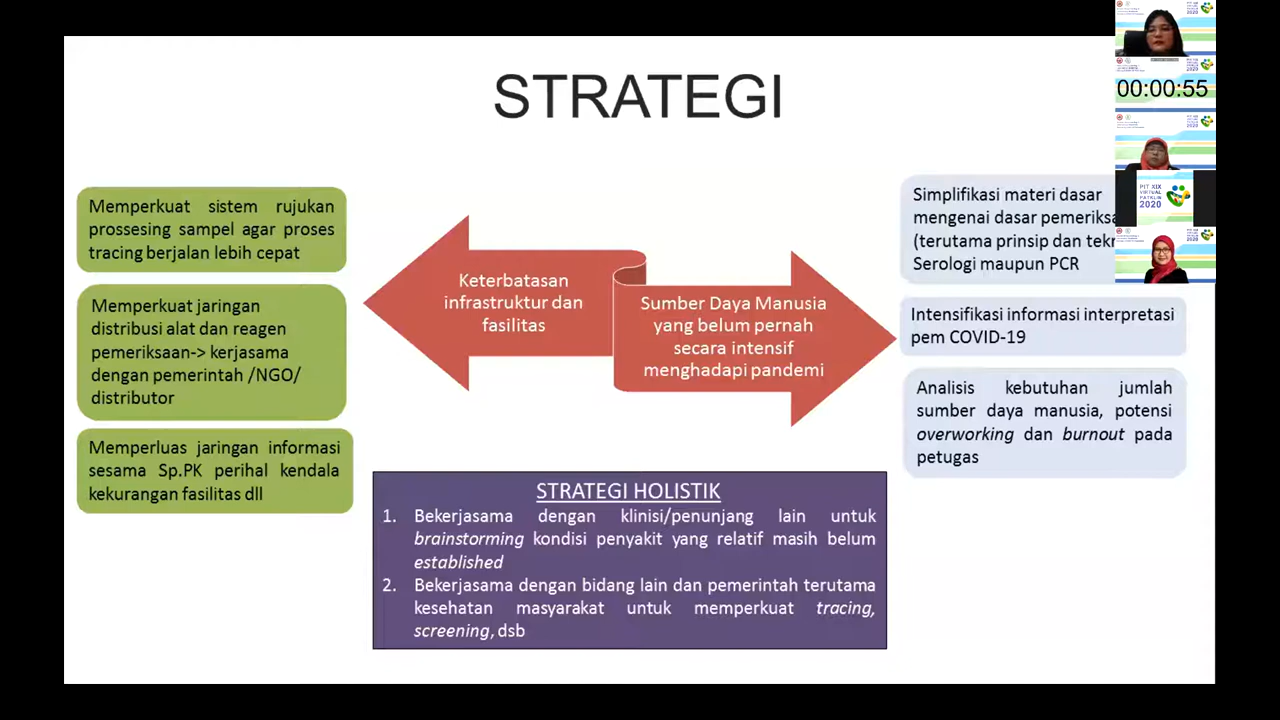 STRATEGI
Memperkuat sistem rujukan
prossesing sampel agar proses
tracing berjalan lebih cepat
Memperkuat jaringan
distribusi alat dan reagen
pemeriksaan-> kerjasama
dengan pemerintah /NGO/
distributor
Memperluas jaringan informasi
sesama Sp.PK perihal kendala
kekurangan fasilitas dll
Keterbatasan
infrastruktur dan
fasilitas
Sumber Daya Manusia
yang belum pernah
secara intensif
menghadapi pandemi
Simplifikasi materi dasar
mengenai dasar pemeriksa
(terutama prinsip dan tek
Serologi maupun PCR
Intensifikasi informasi interpretasi
pem COVID-19
Analisis kebutuhan jumlah
sumber daya manusia, potensi
overworking dan burnout pada
petugas
STRATEGI HOLISTIK
1. Bekerjasama dengan klinisi/penunjang lain untuk
brainstorming kondisi penyakit yang relatif masih belum
established
2. Bekerjasama dengan bidang lain dan pemerintah terutama
kesehatan masyarakat untuk memperkuat tracing,
screening, dsb
00:00:55
PIT XIX
VIRTUAL
PATKLIN
2020